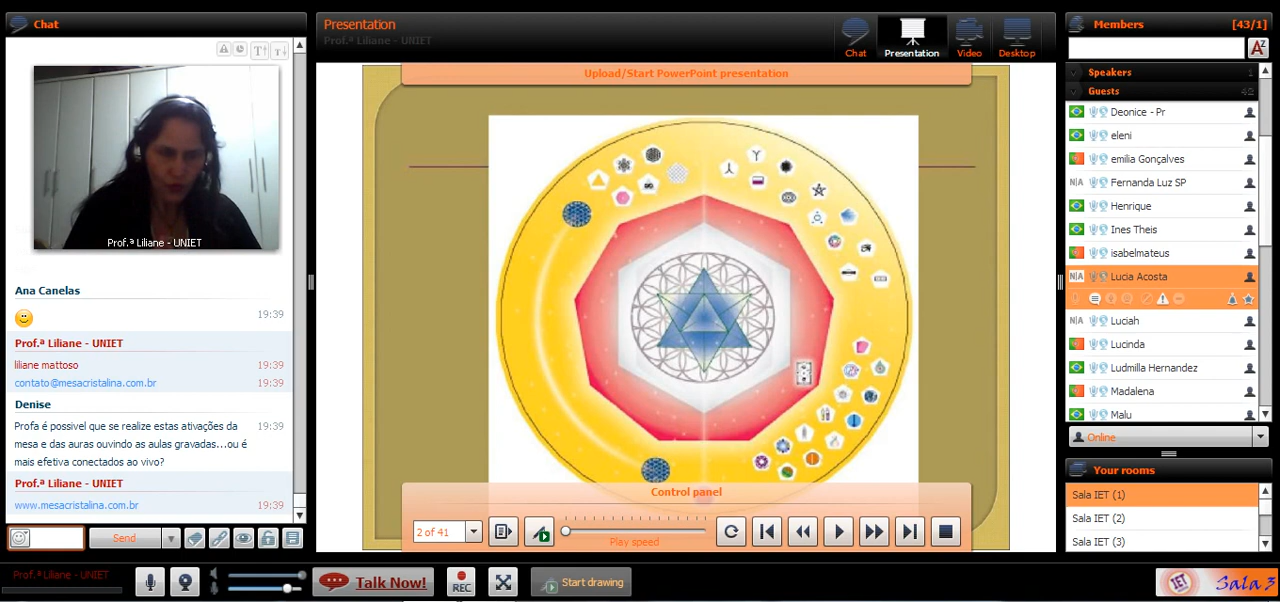 Chat
Prof.ª Liliane - UNIET
Ana Canelas
19:39
Prof.ª Liliane - UNIET
liliane mattoso 19:39
contato@mesacristalina.com.br 19:39
Denise
Profa é possivel que se realize estas ativações da 19:39
mesa e das auras ouvindo as aulas gravadas...ou é
mais efetiva conectados ao vivo?
Prof.ª Liliane - UNIET
www.mesacristalina.com.br 19:39
Send
Presentation
Prof.ª Liliane - UNIET
Chat Presentation Video Desktop
Upload/Start PowerPoint presentation
Control panel
2 of 41
Play speed
Members [43/1]
Speakers 1
Guests 42
Deonice - Pr
eleni
emilia Gonçalves
N|A Fernanda Luz SP
Henrique
Ines Theis
isabelmateus
N|A Lucia Acosta
N|A Luciah
Lucinda
Ludmilla Hernandez
Madalena
Malu
Online
Your rooms
Sala IET (1)
Sala IET (2)
Sala IET (3)
Prof.ª Liliane - UNIET
Talk Now!
REC
Start drawing
IET Sala 3